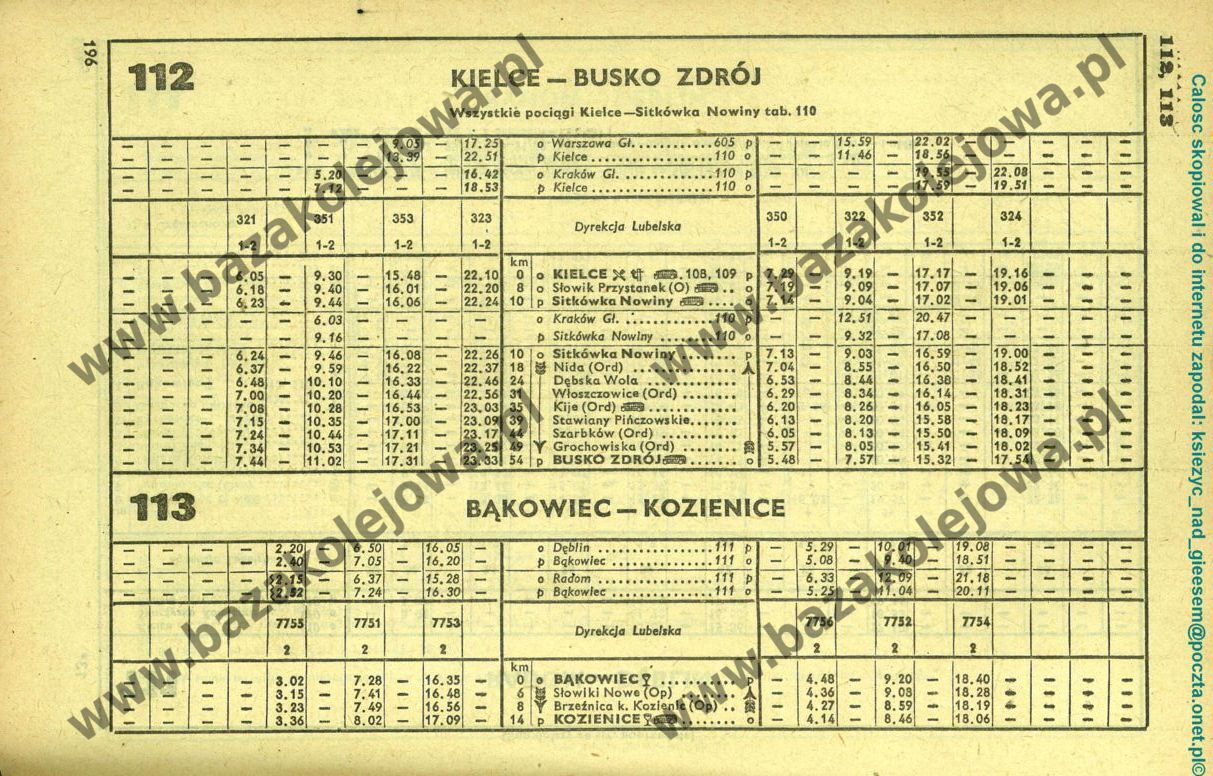 196
112, 113
112 KIELCE — BUSKO ZDRÓJ
Wszystkie pociągi Kielce—Sitkówka Nowiny tab. 110
— — — — — — — 9.05 — 17.25 o Warszawa Gł. 605 p — — 15.59 — 22.02 — — — — —
— — — — — — — 13.39 — 22.51 p Kielce 110 o — — 11.46 — 18.56 — — — — —
— — — — — 5.20 — — — 16.42 o Kraków Gł. 110 p — — — — 19.55 — 22.08 — — —
— — — — — 7.12 — — — 18.53 p Kielce 110 o — — — — 17.59 — 19.51 — — —
321 351 353 323 Dyrekcja Lubelska 350 322 352 324
1-2 1-2 1-2 1-2 1-2 1-2 1-2 1-2
km
— — — 6.05 — 9.30 — 15.48 — 22.10 0 o KIELCE 108, 109 p 7.29 — 9.19 — 17.17 — 19.16 — — —
— — — 6.18 — 9.40 — 16.01 — 22.20 8 o Słowik Przystanek (O) o 7.19 — 9.09 — 17.07 — 19.06 — — —
— — — 6.23 — 9.44 — 16.06 — 22.24 10 p Sitkówka Nowiny o 7.14 — 9.04 — 17.02 — 19.01 — — —
— — — — — 6.03 — — — — o Kraków Gł. 110 p — — 12.51 — 20.47 — — — — —
— — — — — 9.16 — — — — p Sitkówka Nowiny 110 o — — 9.32 — 17.08 — — — — —
— — — 6.24 — 9.46 — 16.08 — 22.26 10 o Sitkówka Nowiny p 7.13 — 9.03 — 16.59 — 19.00 — — —
— — — 6.37 — 9.59 — 16.22 — 22.37 18 Nida (Ord) 7.04 — 8.55 — 16.50 — 18.52 — — —
— — — 6.48 — 10.10 — 16.33 — 22.46 24 Dębska Wola 6.53 — 8.44 — 16.38 — 18.41 — — —
— — — 7.00 — 10.20 — 16.44 — 22.56 31 Włoszczowice (Ord) 6.29 — 8.34 — 16.14 — 18.31 — — —
— — — 7.08 — 10.28 — 16.53 — 23.03 35 Kije (Ord) 6.20 — 8.26 — 16.05 — 18.23 — — —
— — — 7.15 — 10.35 — 17.00 — 23.09 39 Stawiany Pińczowskie 6.13 — 8.20 — 15.58 — 18.17 — — —
— — — 7.24 — 10.44 — 17.11 — 23.17 44 Szarbków (Ord) 6.05 — 8.13 — 15.50 — 18.09 — — —
— — — 7.34 — 10.53 — 17.21 — 23.25 49 Grochowiska (Ord) 5.57 — 8.05 — 15.41 — 18.02 — — —
— — — 7.44 — 11.02 — 17.31 — 23.33 54 p BUSKO ZDRÓJ o 5.48 — 7.57 — 15.32 — 17.54 — — —
113 BĄKOWIEC — KOZIENICE
— — — — 2.20 — 6.50 — 16.05 — o Dęblin 111 p — 5.29 — 10.01 — 19.08 — — — —
— — — — 2.40 — 7.05 — 16.20 — p Bąkowiec 111 o — 5.08 — 9.40 — 18.51 — — — —
— — — — 2.15 — 6.37 — 15.28 — o Radom 111 p — 6.33 — 12.09 — 21.18 — — — —
— — — — 2.52 — 7.24 — 16.30 — p Bąkowiec 111 o — 5.25 — 11.04 — 20.11 — — — —
7755 7751 7753 Dyrekcja Lubelska 7756 7752 7754
2 2 2 2 2 2
km
— — — — 3.02 — 7.28 — 16.35 — 0 o BĄKOWIEC p — 4.48 — 9.20 — 18.40 — — — —
— — — — 3.15 — 7.41 — 16.48 — 6 Słowiki Nowe (Op) — 4.36 — 9.08 — 18.28 — — — —
— — — — 3.23 — 7.49 — 16.56 — 8 Brzeźnica k. Kozienic (Op) — 4.27 — 8.59 — 18.19 — — — —
— — — — 3.36 — 8.02 — 17.09 — 14 p KOZIENICE o — 4.14 — 8.46 — 18.06 — — — —
www.bazakolejowa.pl
www.bazakolejowa.pl
www.bazakolejowa.pl
www.bazakolejowa.pl
Calosc skopiowal i do internetu zapodal: ksiezyc_nad_gieesem@poczta.onet.pl©